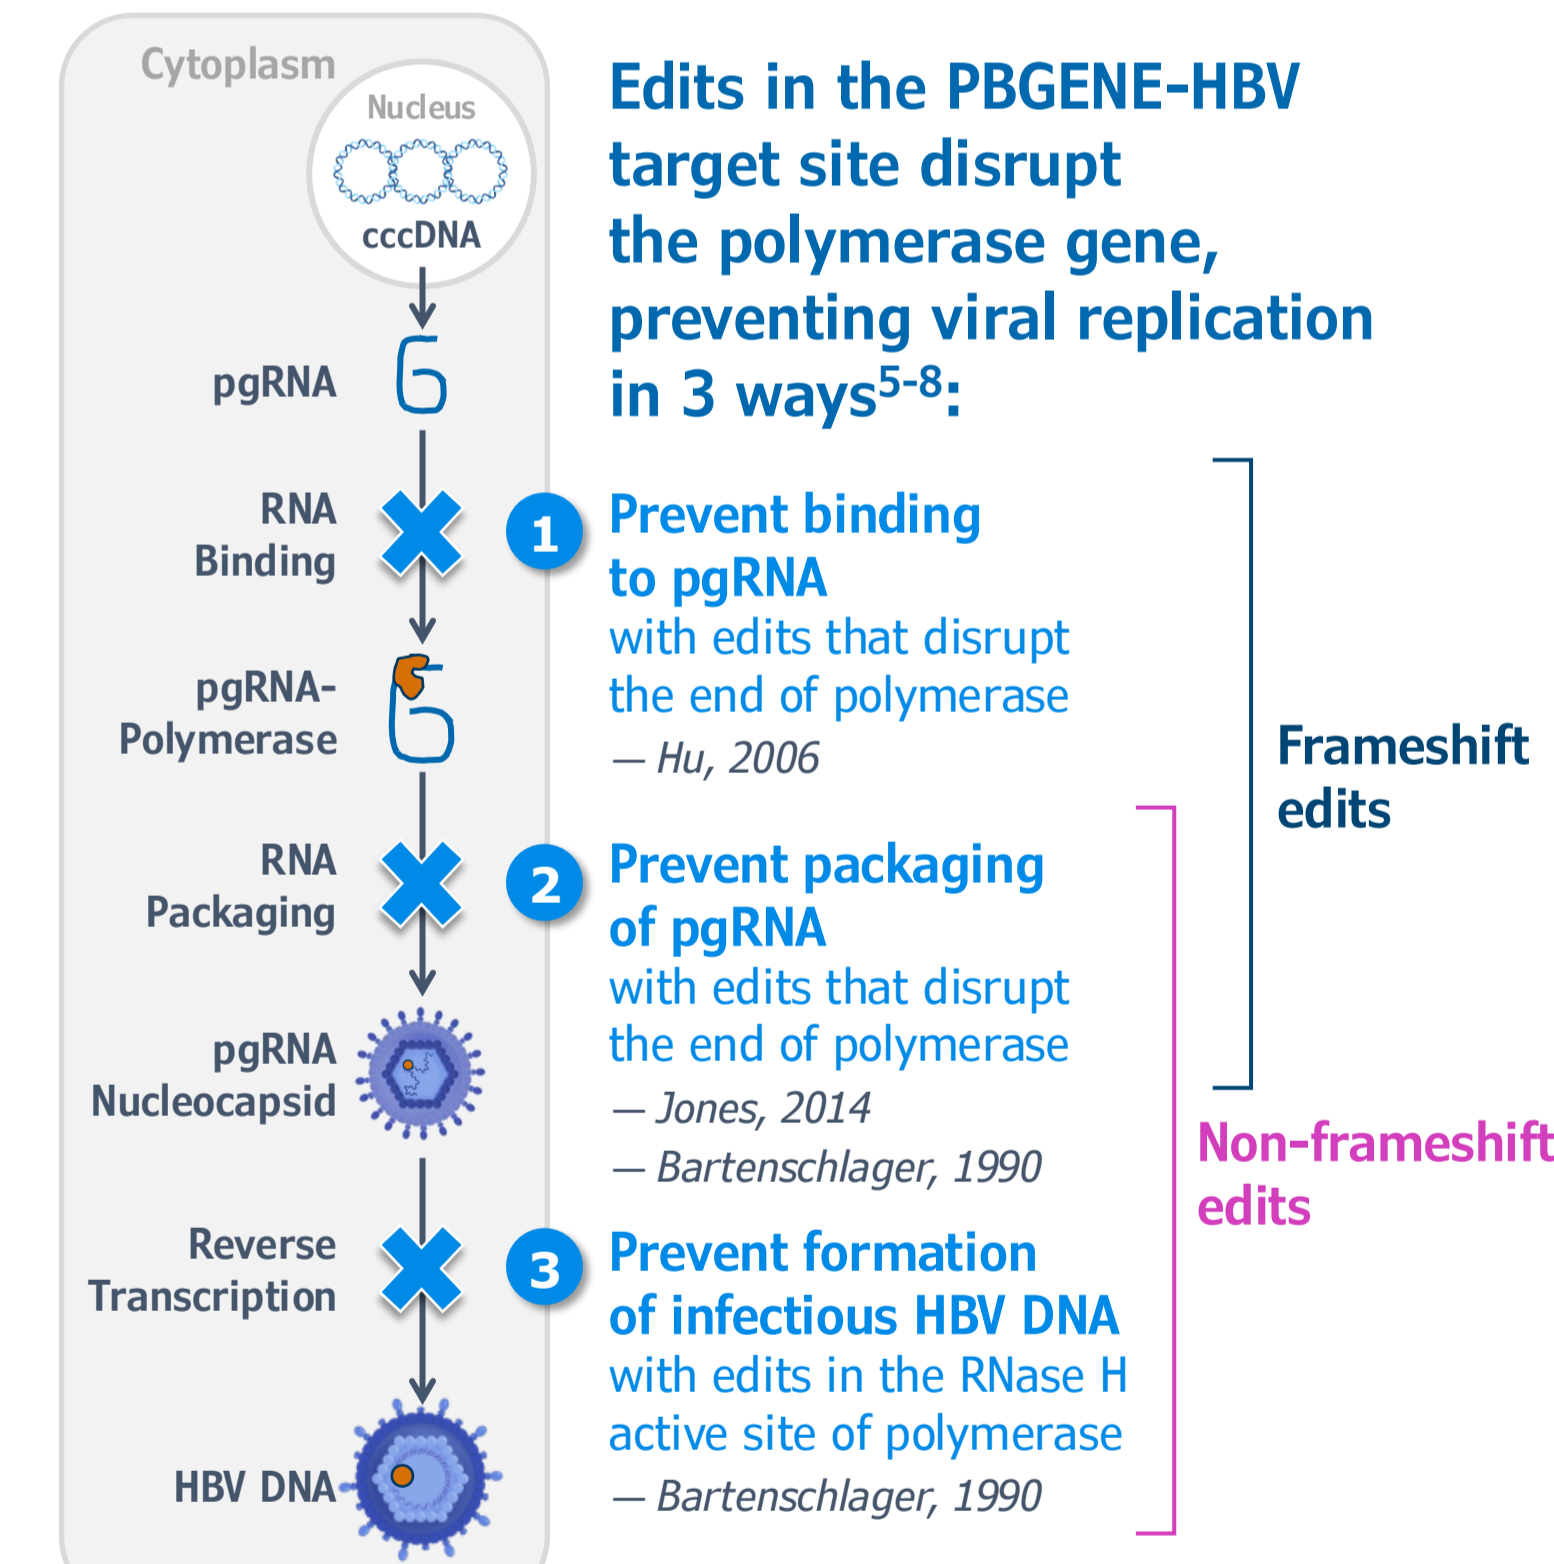 Cytoplasm
Nucleus
cccDNA
pgRNA
RNA
Binding
pgRNA-
Polymerase
RNA
Packaging
pgRNA
Nucleocapsid
Reverse
Transcription
HBV DNA
Edits in the PBGENE-HBV
target site disrupt
the polymerase gene,
preventing viral replication
in 3 ways5-8:
1
Prevent binding
to pgRNA
with edits that disrupt
the end of polymerase
— Hu, 2006
2
Prevent packaging
of pgRNA
with edits that disrupt
the end of polymerase
— Jones, 2014
— Bartenschlager, 1990
3
Prevent formation
of infectious HBV DNA
with edits in the RNase H
active site of polymerase
— Bartenschlager, 1990
Frameshift
edits
Non-frameshift
edits